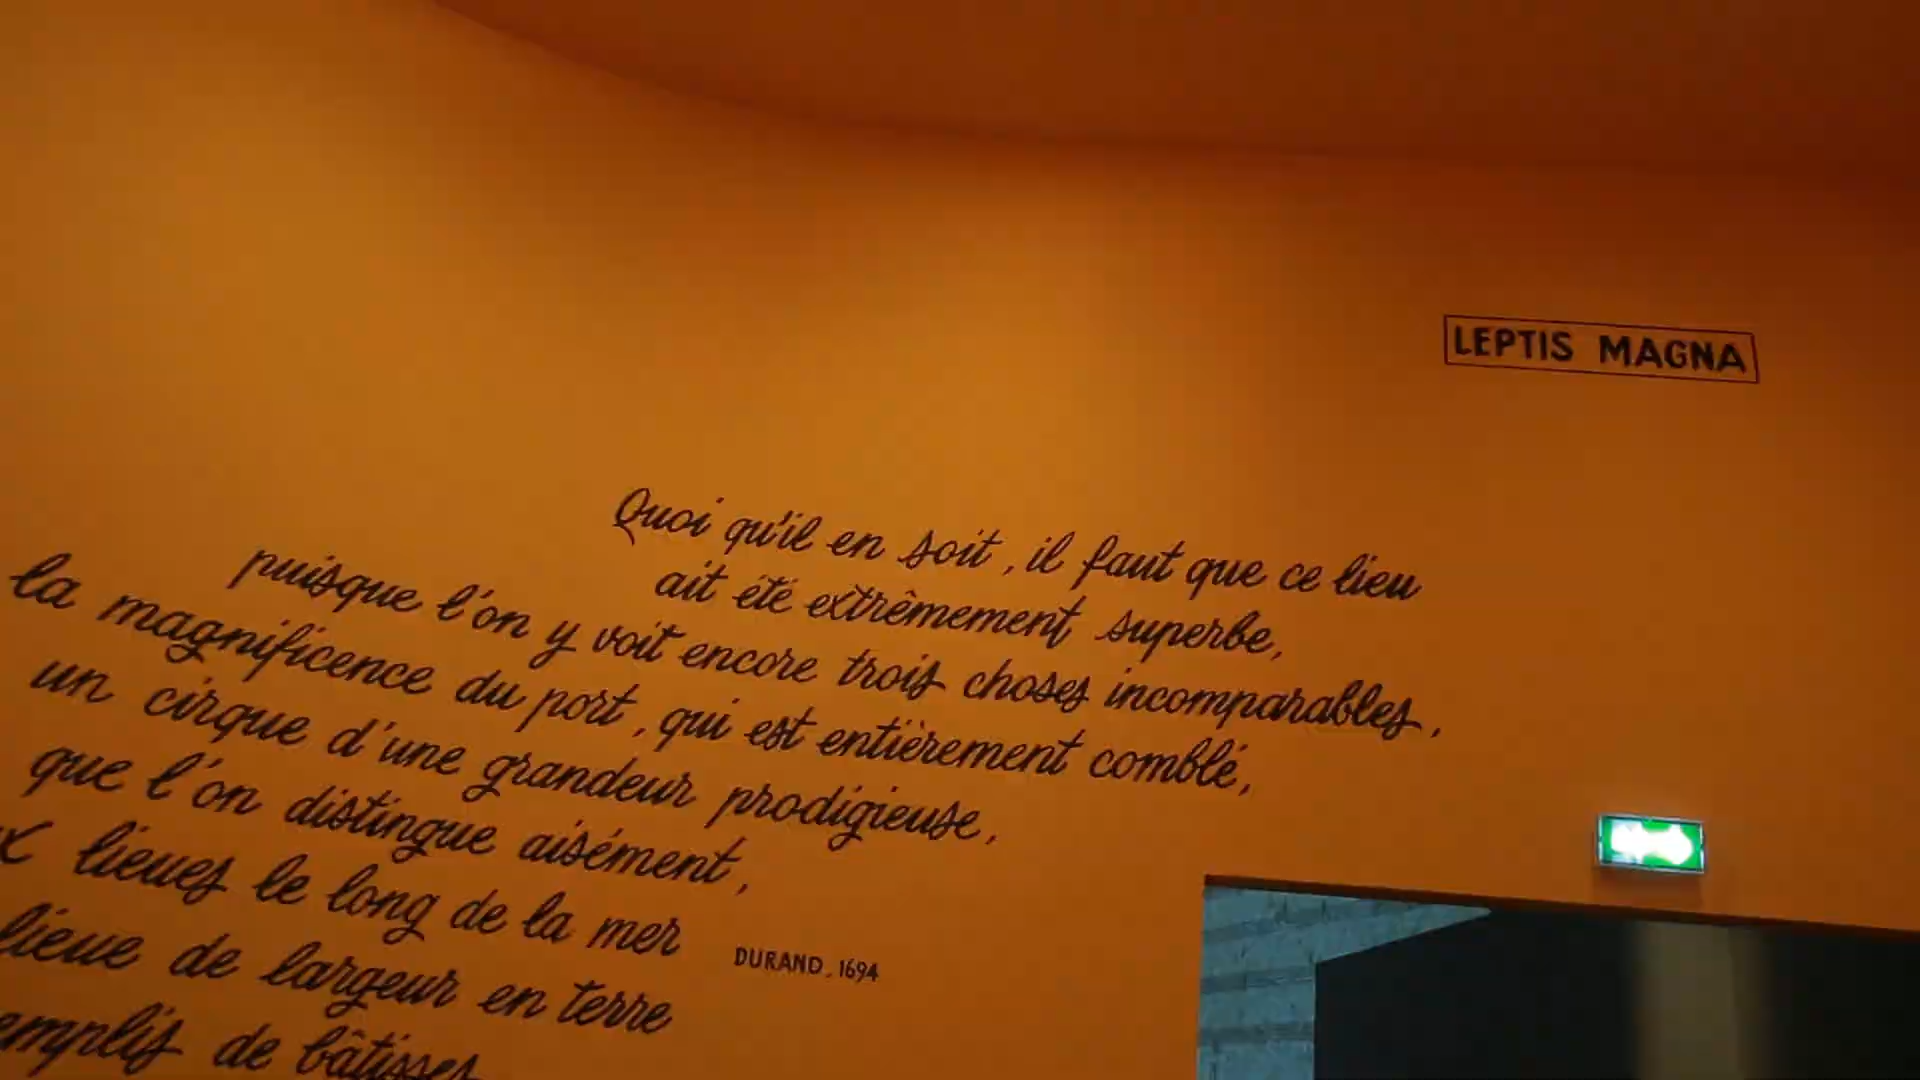 LEPTIS MAGNA
Quoi qu'il en soit, il faut que ce lieu
ait été extrêmement superbe,
puisque l'on y voit encore trois choses incomparables,
la magnificence du port, qui est entièrement comblé,
un cirque d'une grandeur prodigieuse,
que l'on distingue aisément,
lieues le long de la mer
lieue de largeur en terre
de bâtisses
DURAND, 1694